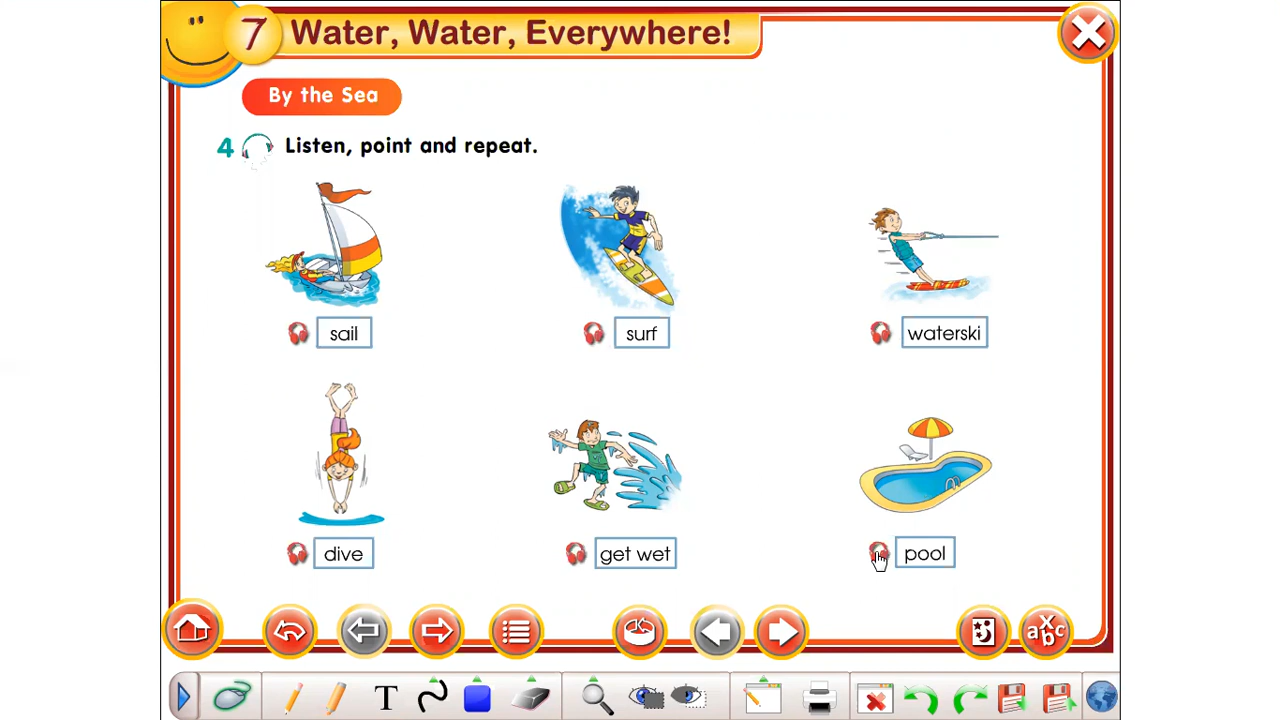 7 Water, Water, Everywhere!
By the Sea
4 Listen, point and repeat.
sail surf waterski
dive get wet pool
abc
T